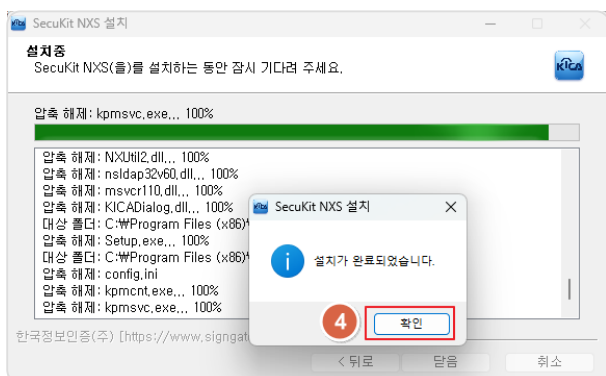 SecuKit NXS 설치
설치중
SecuKit NXS(을)를 설치하는 동안 잠시 기다려 주세요.
KICA
압축 해제: kpmsvc.exe... 100%
압축 해제: NXUtil2.dll... 100%
압축 해제: nsldap32v60.dll... 100%
압축 해제: msvcr110.dll... 100%
압축 해제: KICADialog.dll... 100%
대상 폴더: C:₩Program Files (x86)₩
압축 해제: Setup.exe... 100%
대상 폴더: C:₩Program Files (x86)
압축 해제: config.ini
압축 해제: kpmcnt.exe... 100%
압축 해제: kpmsvc.exe... 100%
SecuKit NXS 설치
설치가 완료되었습니다.
4
확인
한국정보인증(주) [https://www.signgat
< 뒤로
닫음
취소